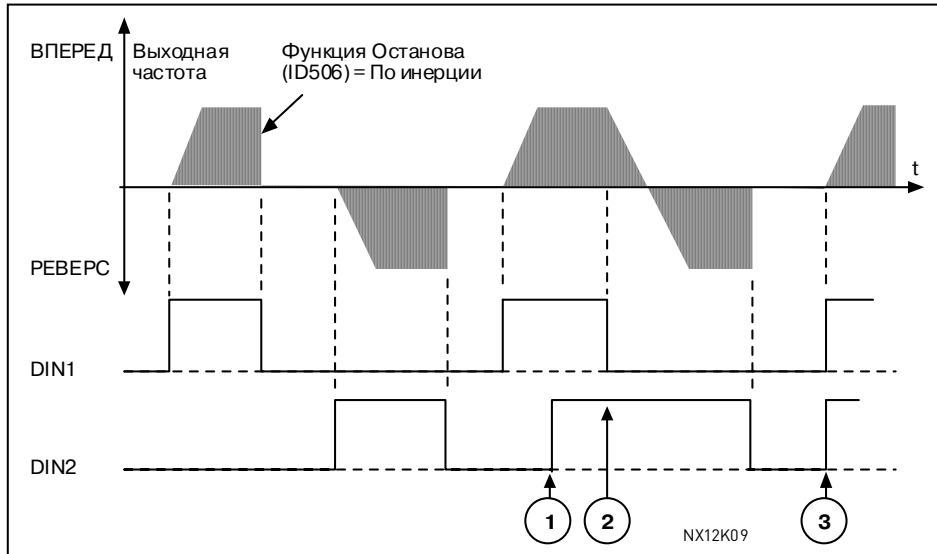 ВПЕРЕД
Выходная
частота
Функция Останова
(ID506) = По инерции
t
РЕВЕРС
DIN1
DIN2
1
2
3
NX12K09